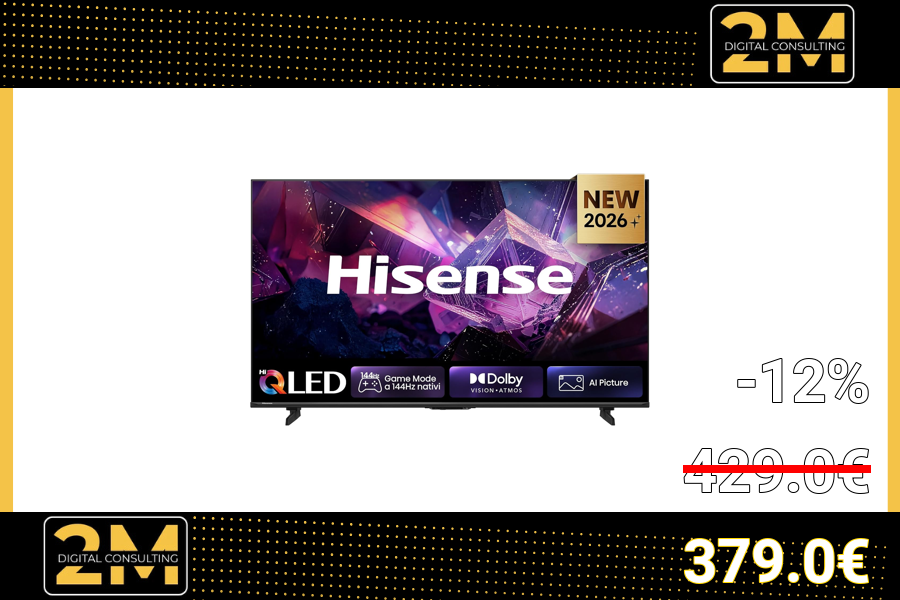 2M
DIGITAL CONSULTING
NEW
2026
Hisense
Hi QLED
144Hz
Game Mode
a 144Hz nativi
Dolby
VISION•ATMOS
AI Picture
-12%
429.0€
2M
DIGITAL CONSULTING
379.0€